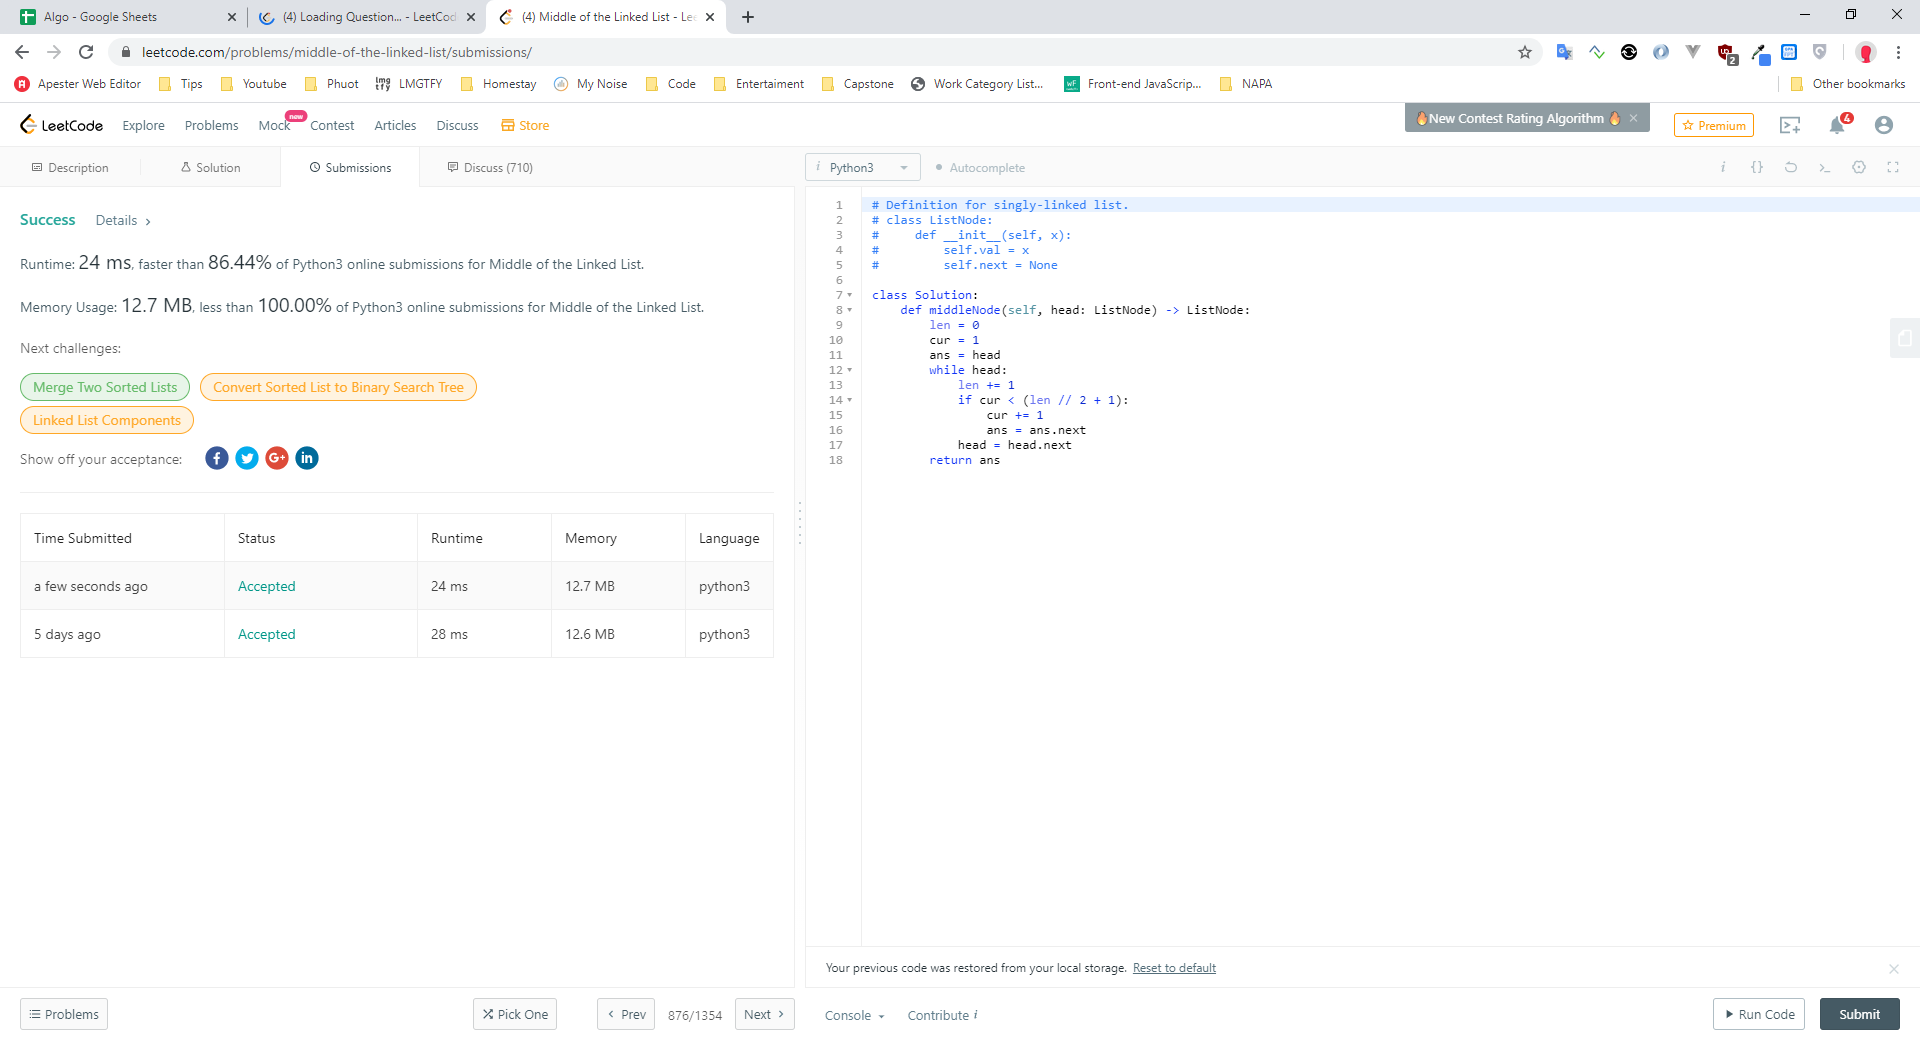 Algo - Google Sheets
(4) Loading Question... - LeetCod
(4) Middle of the Linked List - Lee
leetcode.com/problems/middle-of-the-linked-list/submissions/
2
Apester Web Editor
Tips
Youtube
Phuot
LMGTFY
Homestay
My Noise
Code
Entertaiment
Capstone
Work Category List...
Front-end JavaScrip...
NAPA
Other bookmarks
LeetCode
Explore
Problems
Mock
new
Contest
Articles
Discuss
Store
🔥New Contest Rating Algorithm 🔥 ×
Premium
4
Description
Solution
Submissions
Discuss (710)
i Python3
Autocomplete
Success
Details >
Runtime: 24 ms, faster than 86.44% of Python3 online submissions for Middle of the Linked List.
Memory Usage: 12.7 MB, less than 100.00% of Python3 online submissions for Middle of the Linked List.
Next challenges:
Merge Two Sorted Lists
Convert Sorted List to Binary Search Tree
Linked List Components
Show off your acceptance:
Time Submitted Status Runtime Memory Language
a few seconds ago Accepted 24 ms 12.7 MB python3
5 days ago Accepted 28 ms 12.6 MB python3
1 # Definition for singly-linked list.
2 # class ListNode:
3 #     def __init__(self, x):
4 #         self.val = x
5 #         self.next = None
6
7 class Solution:
8     def middleNode(self, head: ListNode) -> ListNode:
9         len = 0
10         cur = 1
11         ans = head
12         while head:
13             len += 1
14             if cur < (len // 2 + 1):
15                 cur += 1
16                 ans = ans.next
17             head = head.next
18         return ans
Your previous code was restored from your local storage. Reset to default
Problems
Pick One
< Prev
876/1354
Next >
Console
Contribute i
Run Code
Submit